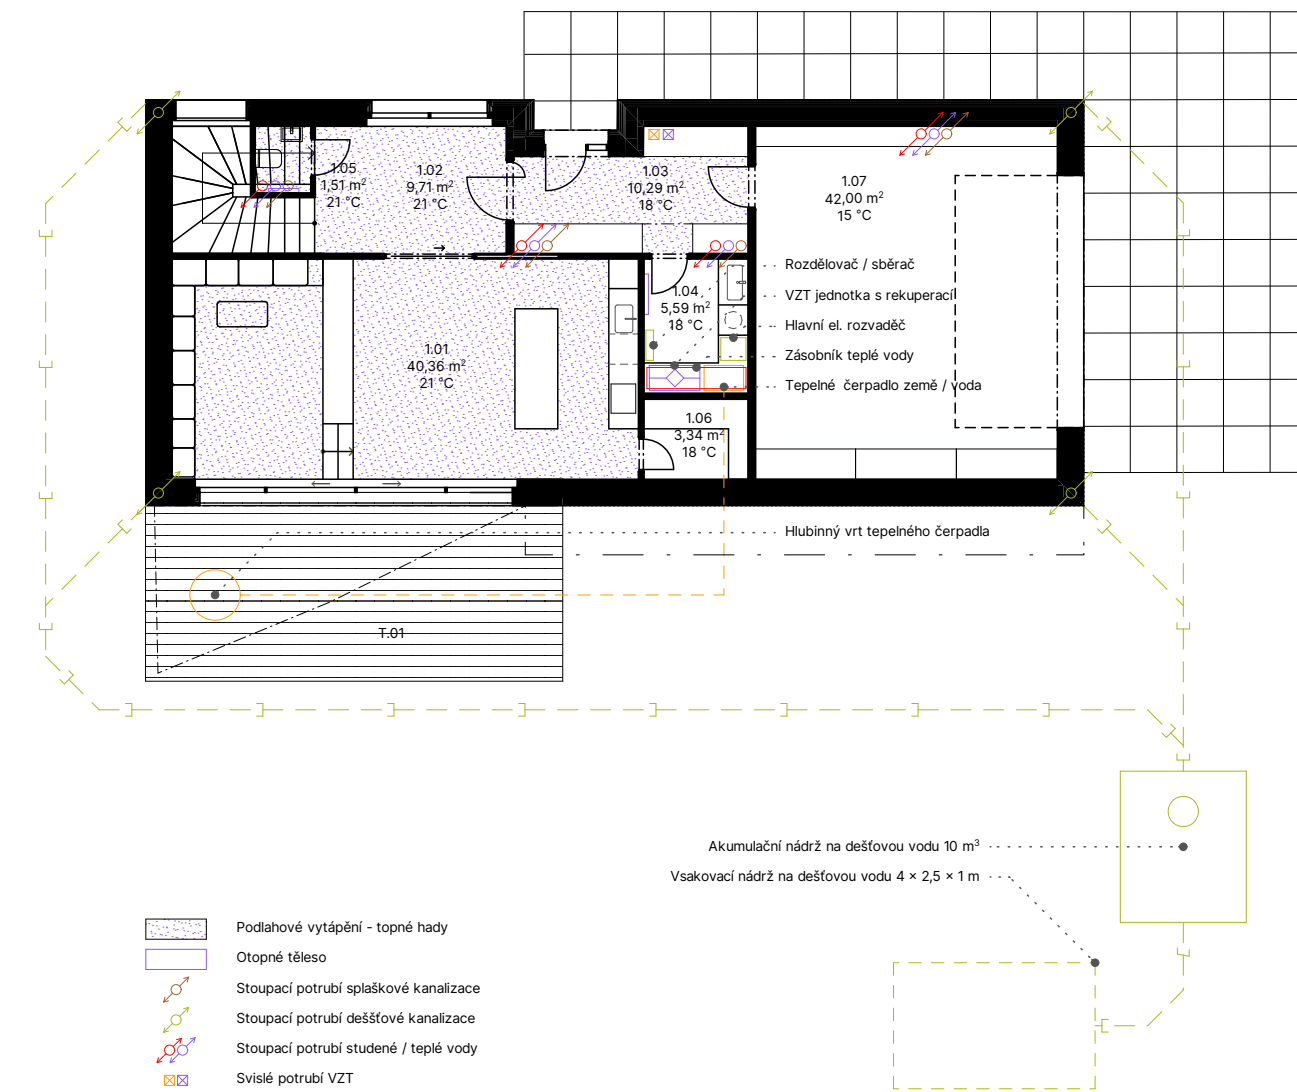 1.05
1,51 m²
21 °C
1.02
9,71 m²
21 °C
1.03
10,29 m²
18 °C
1.07
42,00 m²
15 °C
1.04
5,59 m²
18 °C
1.01
40,36 m²
21 °C
1.06
3,34 m²
18 °C
Rozdělovač / sběrač
VZT jednotka s rekuperací
Hlavní el. rozvaděč
Zásobník teplé vody
Tepelné čerpadlo země / voda
Hlubinný vrt tepelného čerpadla
T.01
Akumulační nádrž na dešťovou vodu 10 m³
Vsakovací nádrž na dešťovou vodu 4 × 2,5 × 1 m
Podlahové vytápění - topné hady
Otopné těleso
Stoupací potrubí splaškové kanalizace
Stoupací potrubí deššťové kanalizace
Stoupací potrubí studené / teplé vody
Svislé potrubí VZT